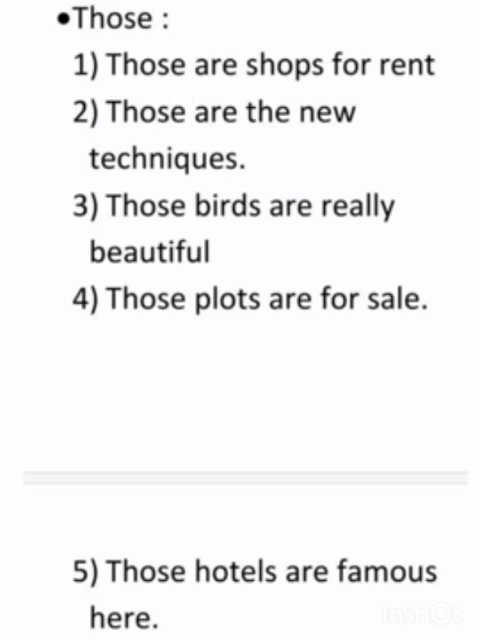 •Those :
1) Those are shops for rent
2) Those are the new
techniques.
3) Those birds are really
beautiful
4) Those plots are for sale.
5) Those hotels are famous
here.
InShOt